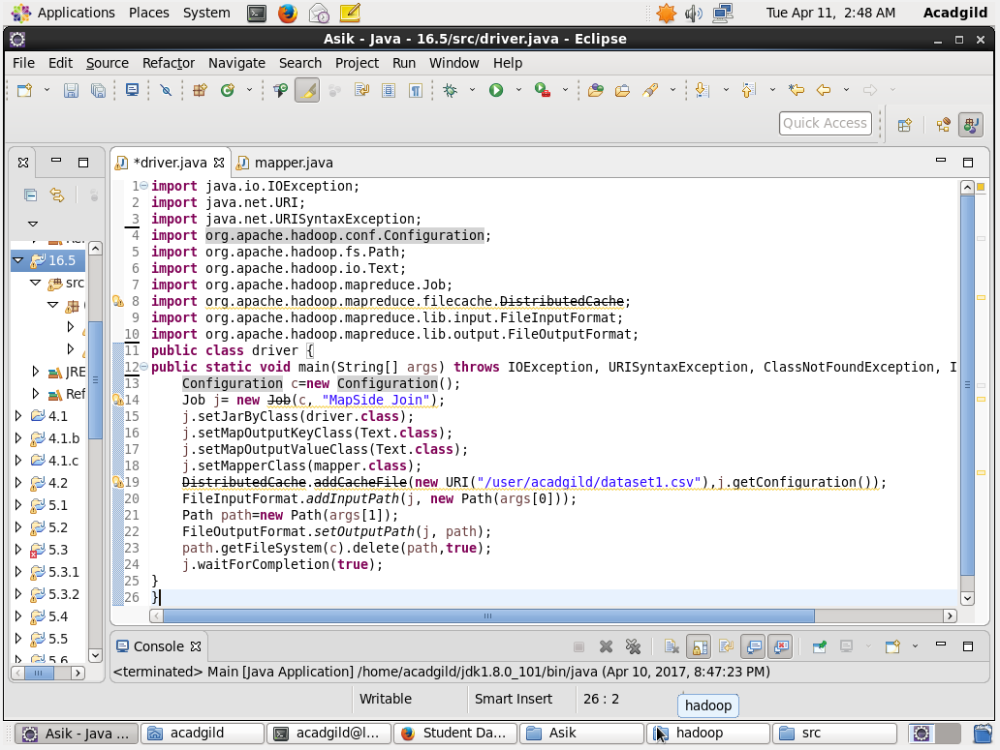 Applications Places System Tue Apr 11, 2:48 AM Acadgild
Asik - Java - 16.5/src/driver.java - Eclipse
File Edit Source Refactor Navigate Search Project Run Window Help
Quick Access
*driver.java mapper.java
1 import java.io.IOException;
2 import java.net.URI;
3 import java.net.URISyntaxException;
4 import org.apache.hadoop.conf.Configuration;
5 import org.apache.hadoop.fs.Path;
6 import org.apache.hadoop.io.Text;
7 import org.apache.hadoop.mapreduce.Job;
8 import org.apache.hadoop.mapreduce.filecache.DistributedCache;
9 import org.apache.hadoop.mapreduce.lib.input.FileInputFormat;
10 import org.apache.hadoop.mapreduce.lib.output.FileOutputFormat;
11 public class driver {
12 public static void main(String[] args) throws IOException, URISyntaxException, ClassNotFoundException, I
13 Configuration c=new Configuration();
14 Job j= new Job(c, "MapSide Join");
15 j.setJarByClass(driver.class);
16 j.setMapOutputKeyClass(Text.class);
17 j.setMapOutputValueClass(Text.class);
18 j.setMapperClass(mapper.class);
19 DistributedCache.addCacheFile(new URI("/user/acadgild/dataset1.csv"),j.getConfiguration());
20 FileInputFormat.addInputPath(j, new Path(args[0]));
21 Path path=new Path(args[1]);
22 FileOutputFormat.setOutputPath(j, path);
23 path.getFileSystem(c).delete(path,true);
24 j.waitForCompletion(true);
25 }
26 }
16.5
src
JRE
Ref
4.1
4.1.b
4.1.c
4.2
5.1
5.2
5.3
5.3.1
5.3.2
5.4
5.5
5.6
Console
<terminated> Main [Java Application] /home/acadgild/jdk1.8.0_101/bin/java (Apr 10, 2017, 8:47:23 PM)
Writable Smart Insert 26 : 2
hadoop
Asik - Java ... acadgild acadgild@l... Student Da... Asik hadoop src